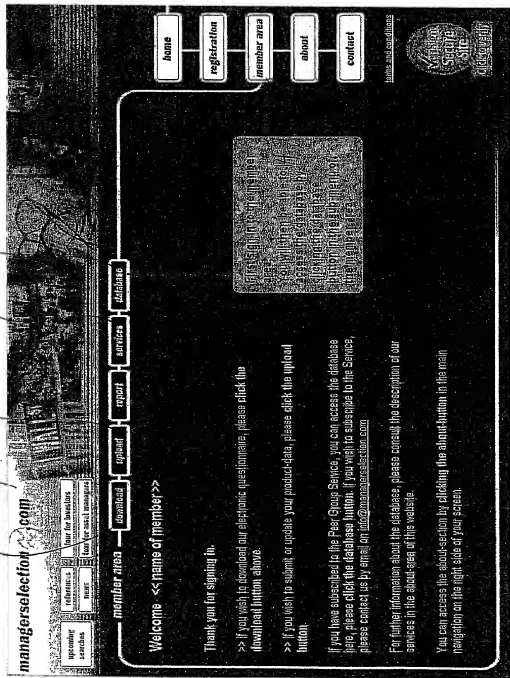 managerselection.com
upcoming
searches
references
tour for investors
news
tour for asset managers
member area
download
upload
report
services
database
home
registration
member area
about
contact
Welcome <<name of member>>
Thank you for signing in.
>> If you wish to download our electronic questionnaire, please click the
download button above.
>> If you wish to submit or update your product-data, please click the upload
button.
If you have subscribed to the Peer Group Service, you can access the database
here, please click the database button. If you wish to subscribe to the Service,
please contact us by email on info@managerselection.com
For further information about the database, please consult the description of our
services in the about-area of this website.
You can access the about-section by clicking the about-button in the main
navigation on the right side of your screen.
terms and conditions